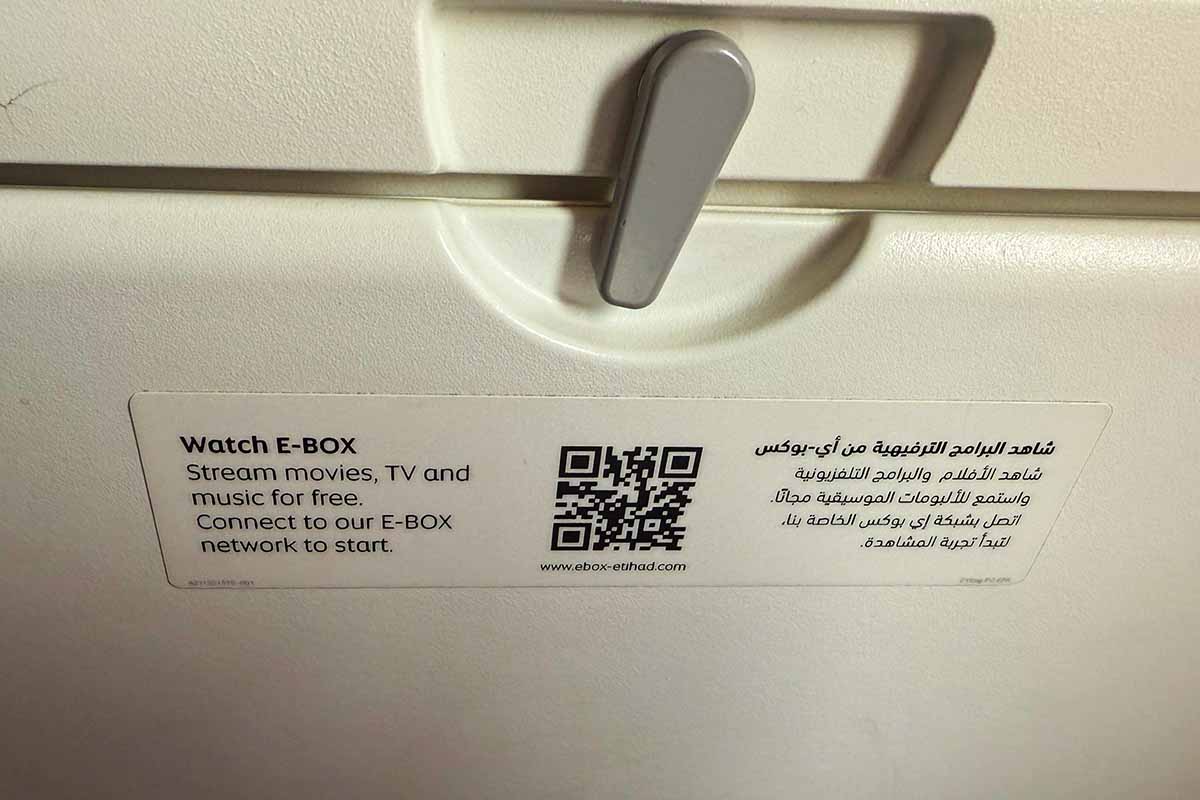 Watch E-BOX
Stream movies, TV and
music for free.
Connect to our E-BOX
network to start.
www.ebox-etihad.com
شاهد البرامج الترفيهية من أي-بوكس
شاهد الأفلام والبرامج التلفزيونية
واستمع للألبومات الموسيقية مجانًا.
اتصل بشبكة إي بوكس الخاصة بنا،
لتبدأ تجربة المشاهدة.